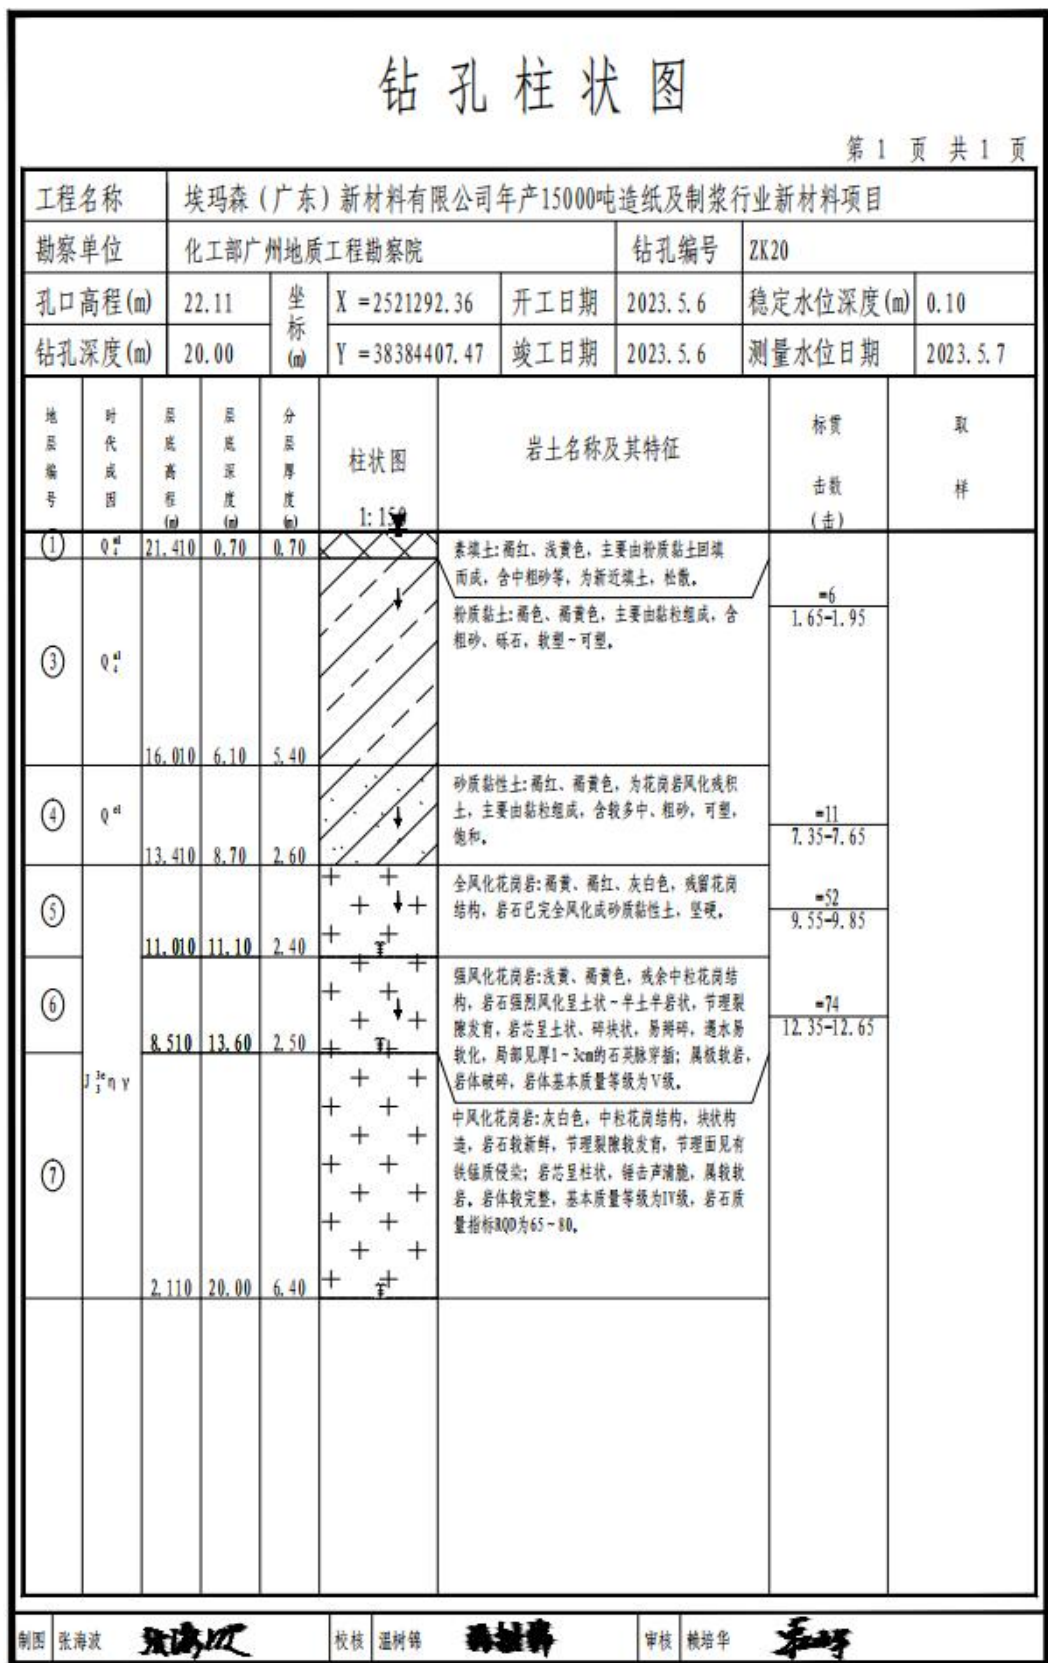 钻孔柱状图
第 1 页 共 1 页
工程名称 埃玛森（广东）新材料有限公司年产15000吨造纸及制浆行业新材料项目
勘察单位 化工部广州地质工程勘察院 钻孔编号 ZK20
孔口高程(m) 22.11 坐标(m) X =2521292.36 开工日期 2023.5.6 稳定水位深度(m) 0.10
钻孔深度(m) 20.00 Y =38384407.47 竣工日期 2023.5.6 测量水位日期 2023.5.7
地层编号 时代成因 层底高程(m) 层底深度(m) 分层厚度(m) 柱状图 1:150 岩土名称及其特征 标贯击数(击) 取样
① Q 21.410 0.70 0.70 素填土:褐红、浅黄色，主要由粉质黏土回填
而成，含中粗砂等，为新近填土，松散。
=6
1.65-1.95
粉质黏土:褐色、褐黄色，主要由黏粒组成，含
粗砂、砾石，软塑~可塑。
③ Q
16.010 6.10 5.40
砂质黏性土:褐红、褐黄色，为花岗岩风化残积
土，主要由黏粒组成，含较多中、粗砂，可塑，
饱和。
④ Q el
=11
7.35-7.65
13.410 8.70 2.60
全风化花岗岩:褐黄、褐红、灰白色，残留花岗
结构，岩石已完全风化成砂质黏性土，坚硬。
⑤
=52
9.55-9.85
11.010 11.10 2.40
强风化花岗岩:浅黄、褐黄色，残余中粒花岗结
构，岩石强烈风化呈土状~半土半岩状，节理裂
隙发育，岩芯呈土状、碎块状，易掰碎，遇水易
软化，局部见厚1~3cm的石英脉穿插；属极软岩，
岩体破碎，岩体基本质量等级为Ⅴ级。
⑥
=74
12.35-12.65
8.510 13.60 2.50
J₃³ᵉηγ
中风化花岗岩:灰白色，中粒花岗结构，块状构
造，岩石较新鲜，节理裂隙较发育，节理面见有
铁锰质侵染；岩芯呈柱状，锤击声清脆，属较软
岩。岩体较完整，基本质量等级为IV级，岩石质
量指标RQD为65~80。
⑦
2.110 20.00 6.40
制图 张海波 校核 温树锦 审核 赖培华